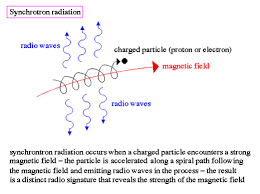 Synchrotron radiation
radio waves
charged particle (proton or electron)
magnetic field
radio waves
synchrontron radiation occurs when a charged particle encounters a strong
magnetic field – the particle is accelerated along a spiral path following
the magnetic field and emitting radio waves in the process – the result
is a distinct radio signature that reveals the strength of the magnetic field